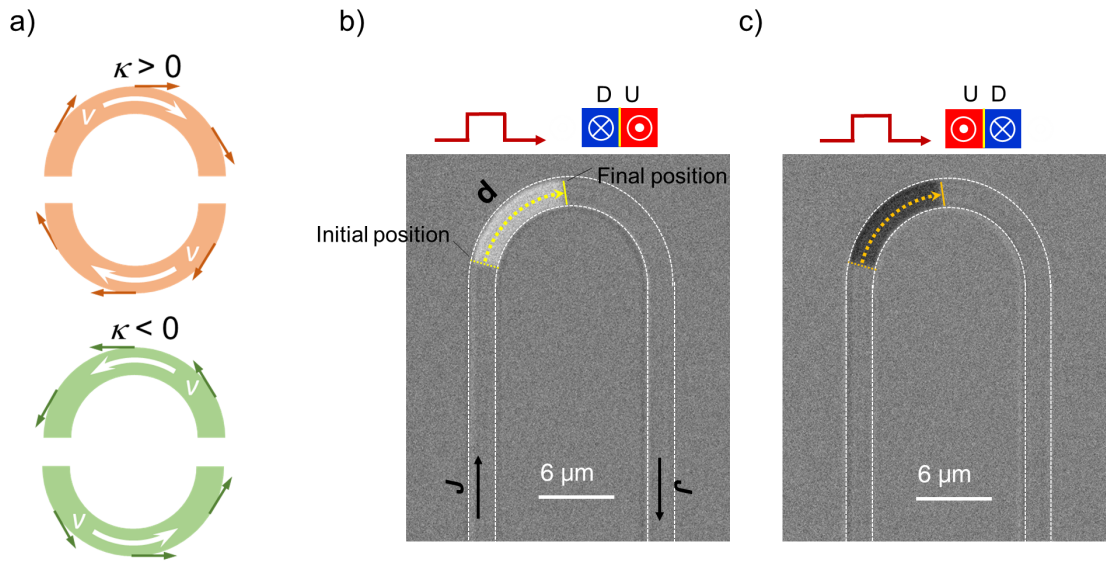 a)
κ > 0
v
v
κ < 0
v
v
b)
D U
d
Final position
Initial position
J
J
6 μm
c)
U D
6 μm